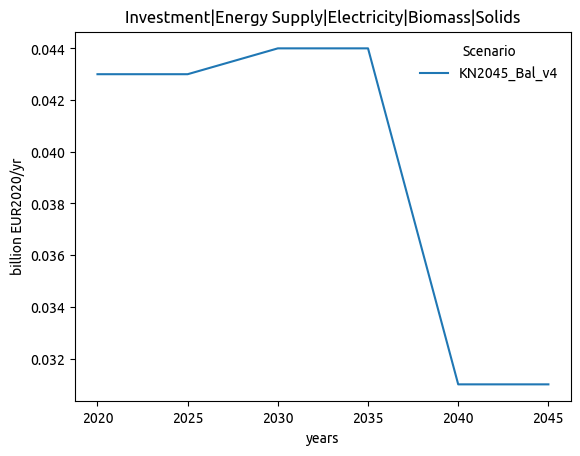 Investment|Energy Supply|Electricity|Biomass|Solids
Scenario
KN2045_Bal_v4
billion EUR2020/yr
0.044
0.042
0.040
0.038
0.036
0.034
0.032
2020 2025 2030 2035 2040 2045
years